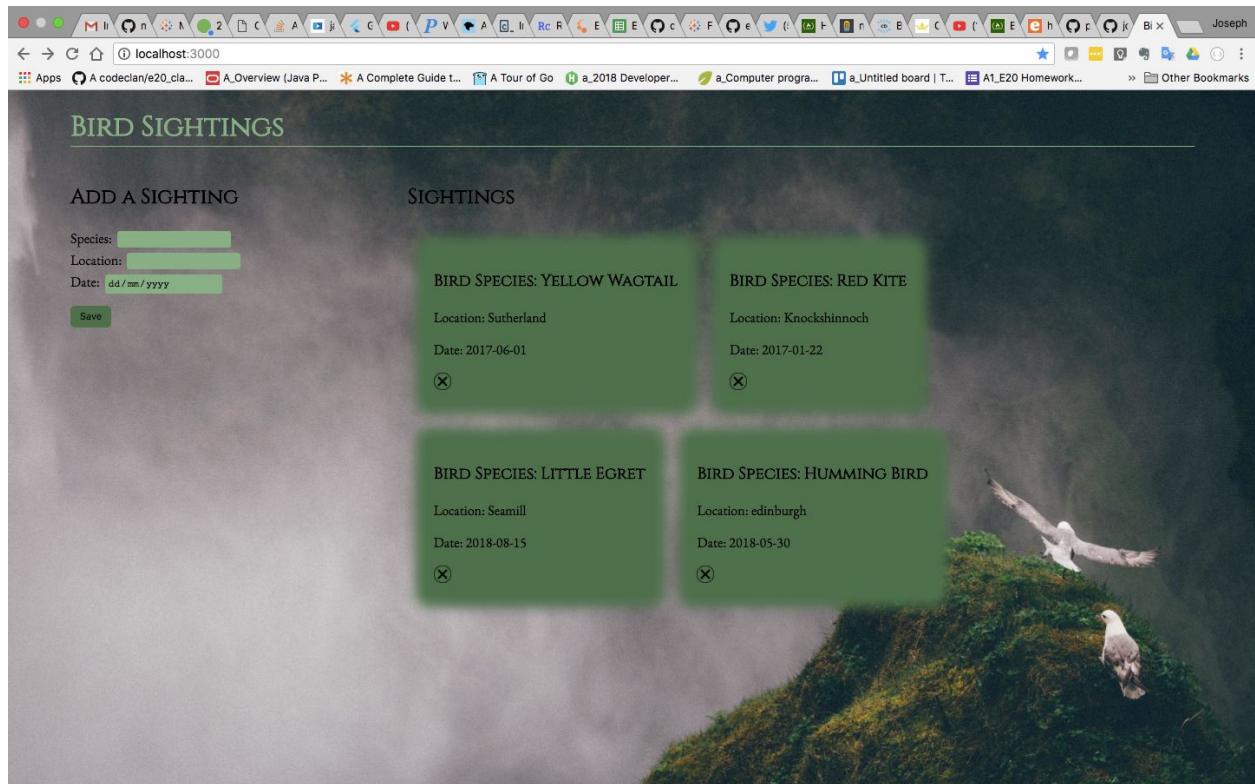 Joseph
localhost:3000
Apps
A codeclan/e20_cla...
A_Overview (Java P...
A Complete Guide t...
A Tour of Go
a_2018 Developer...
a_Computer progra...
a_Untitled board | T...
A1_E20 Homework...
»
Other Bookmarks
Bird Sightings
Add a Sighting
Species:
Location:
Date: dd/mm/yyyy
Save
Sightings
Bird Species: Yellow Wagtail
Location: Sutherland
Date: 2017-06-01
Bird Species: Red Kite
Location: Knockshinnoch
Date: 2017-01-22
Bird Species: Little Egret
Location: Seamill
Date: 2018-08-15
Bird Species: Humming Bird
Location: edinburgh
Date: 2018-05-30